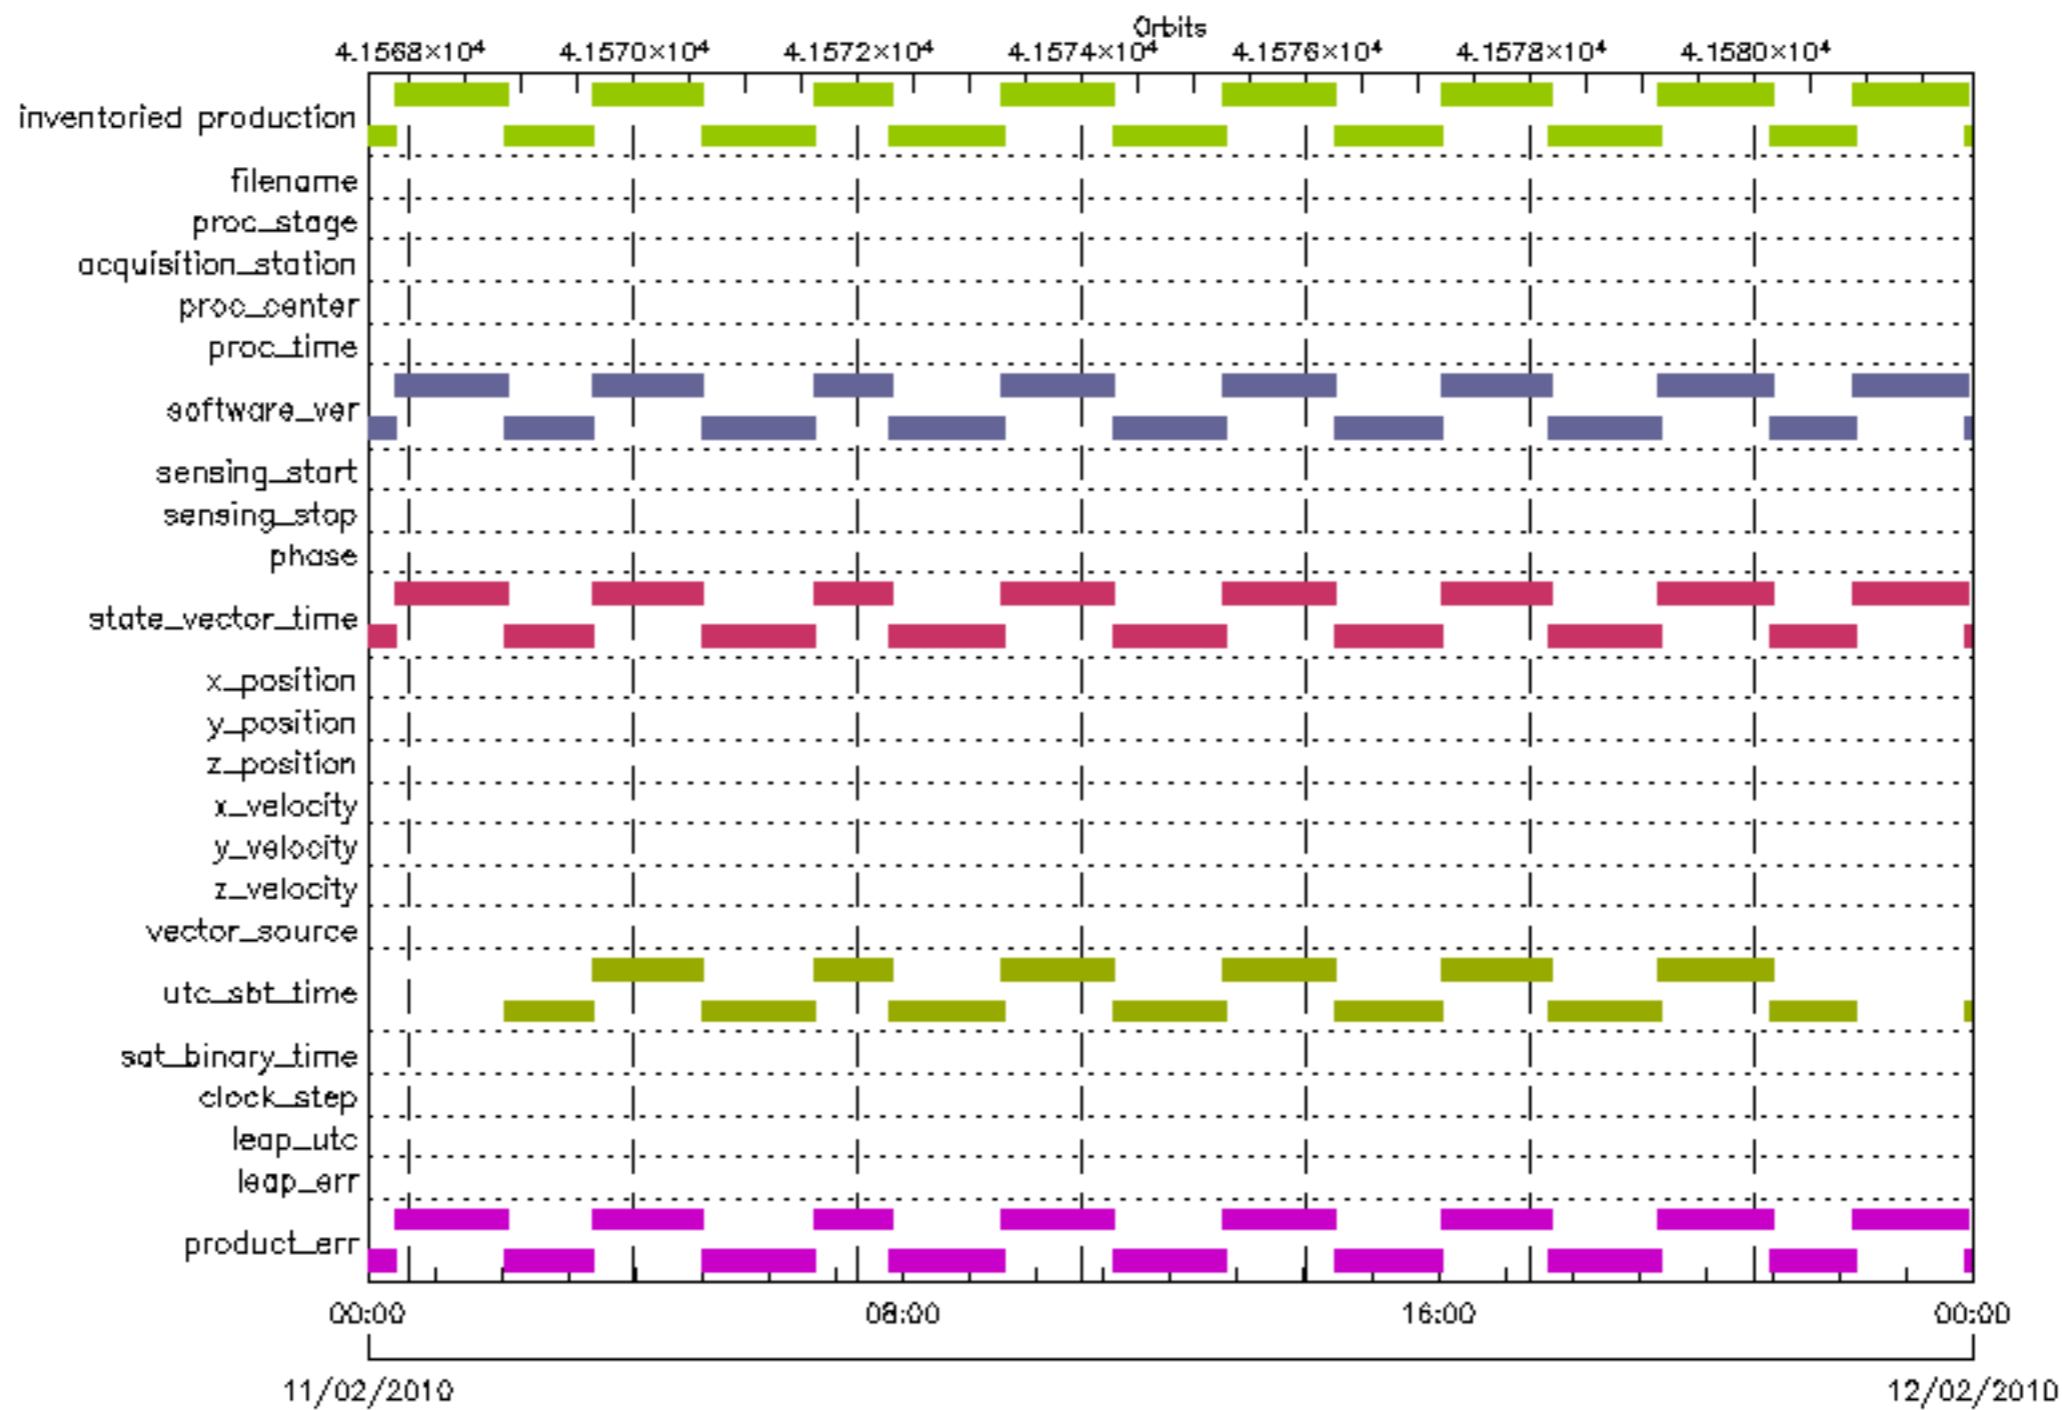 Orbits
4.1568×10⁴ 4.1570×10⁴ 4.1572×10⁴ 4.1574×10⁴ 4.1576×10⁴ 4.1578×10⁴ 4.1580×10⁴
inventoried production
filename
proc_stage
acquisition_station
proc_center
proc_time
software_ver
sensing_start
sensing_stop
phase
state_vector_time
x_position
y_position
z_position
x_velocity
y_velocity
z_velocity
vector_source
utc_sbt_time
sat_binary_time
clock_step
leap_utc
leap_err
product_err
00:00 08:00 16:00 00:00
11/02/2010 12/02/2010